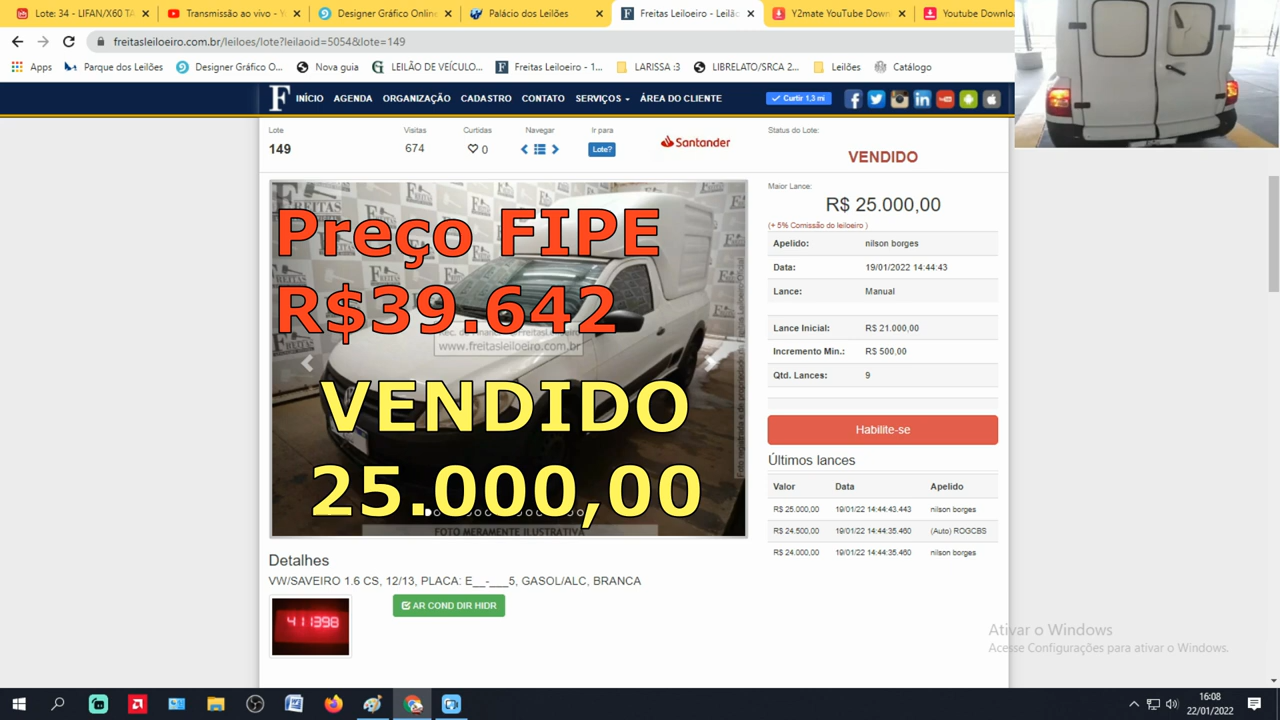 Lote: 34 - LIFAN/X60 TA
Transmissão ao vivo - Y
Designer Gráfico Online
Palácio dos Leilões
Freitas Leiloeiro - Leilão
Y2mate YouTube Down
Youtube Downlo
freitasleiloeiro.com.br/leiloes/lote?leilaoid=5054&lote=149
Apps
Parque dos Leilões
Designer Gráfico O...
Nova guia
LEILÃO DE VEÍCULO...
Freitas Leiloeiro - 1...
LARISSA :3
LIBRELATO/SRCA 2...
Leilões
Catálogo
INÍCIO AGENDA ORGANIZAÇÃO CADASTRO CONTATO SERVIÇOS ÁREA DO CLIENTE
Curtir 1,3 mi
Lote
149
Visitas
674
Curtidas
0
Navegar
Ir para
Lote?
Santander
Status do Lote:
VENDIDO
Maior Lance:
R$ 25.000,00
(+ 5% Comissão do leiloeiro )
Apelido: nilson borges
Data: 19/01/2022 14:44:43
Lance: Manual
Lance Inicial: R$ 21.000,00
Incremento Min.: R$ 500,00
Qtd. Lances: 9
Habilite-se
Últimos lances
Valor Data Apelido
R$ 25.000,00 19/01/22 14:44:43.443 nilson borges
R$ 24.500,00 19/01/22 14:44:35.460 (Auto) ROGCBS
R$ 24.000,00 19/01/22 14:44:35.460 nilson borges
FREITAS
Preço FIPE
R$39.642
www.freitasleiloeiro.com.br
VENDIDO
25.000,00
FOTO MERAMENTE ILUSTRATIVA
Detalhes
VW/SAVEIRO 1.6 CS, 12/13, PLACA: E__-___5, GASOL/ALC, BRANCA
411398
AR COND DIR HIDR
Ativar o Windows
Acesse Configurações para ativar o Windows.
16:08
22/01/2022